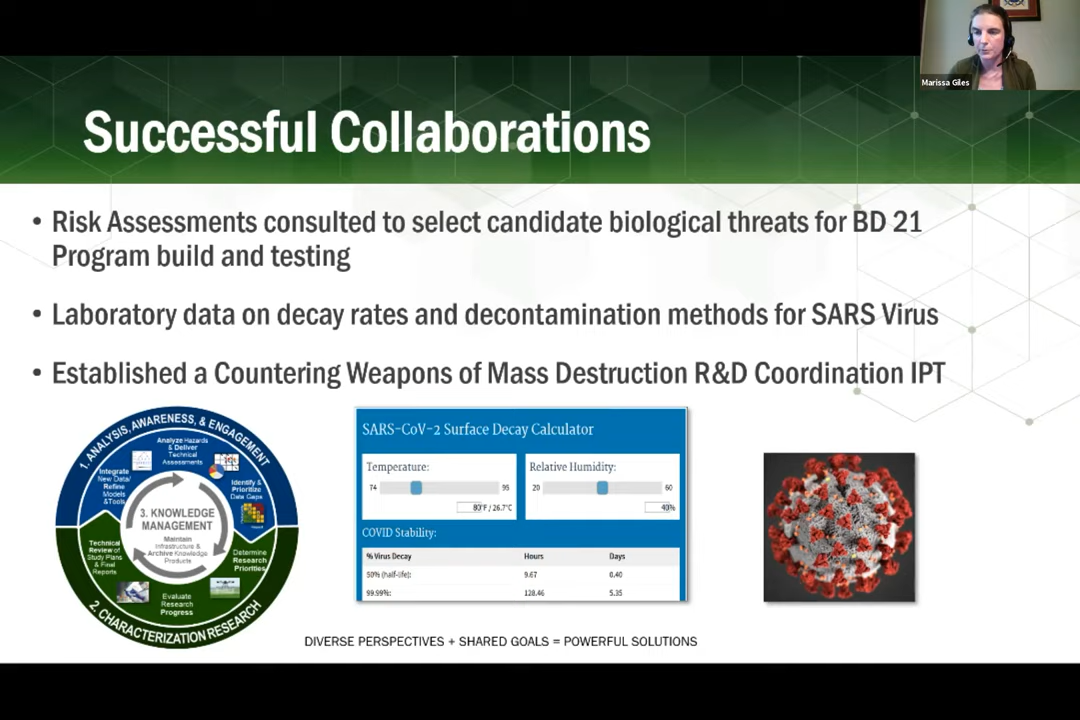 Marissa Giles
Successful Collaborations
• Risk Assessments consulted to select candidate biological threats for BD 21
Program build and testing
• Laboratory data on decay rates and decontamination methods for SARS Virus
• Established a Countering Weapons of Mass Destruction R&D Coordination IPT
1. ANALYSIS, AWARENESS, & ENGAGEMENT
Analyze Hazards
& Deliver
Technical
Assessments
Integrate
New Data/
Refine
Models
&Tools
Identify &
Prioritize
Data Gaps
3. KNOWLEDGE
MANAGEMENT
Maintain
Infrastructure &
Archive Knowledge
Products
Technical
Review of
Study Plans
& Final
Reports
Determine
Research
Priorities
Evaluate
Research
Progress
2. CHARACTERIZATION RESEARCH
SARS-CoV-2 Surface Decay Calculator
Temperature:
74 95
80°F / 26.7°C
Relative Humidity:
20 60
40%
COVID Stability:
% Virus Decay Hours Days
50% (half-life): 9.67 0.40
99.99%: 128.46 5.35
DIVERSE PERSPECTIVES + SHARED GOALS = POWERFUL SOLUTIONS